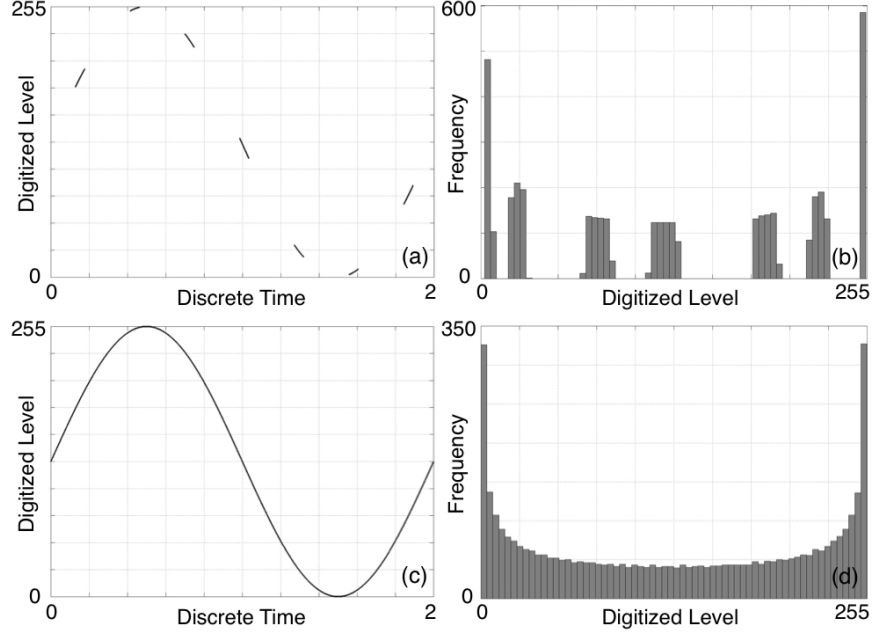 255
Digitized Level
0
(a)
0
Discrete Time
2
600
Frequency
0
(b)
0
Digitized Level
255
255
Digitized Level
0
(c)
0
Discrete Time
2
350
Frequency
0
(d)
0
Digitized Level
255